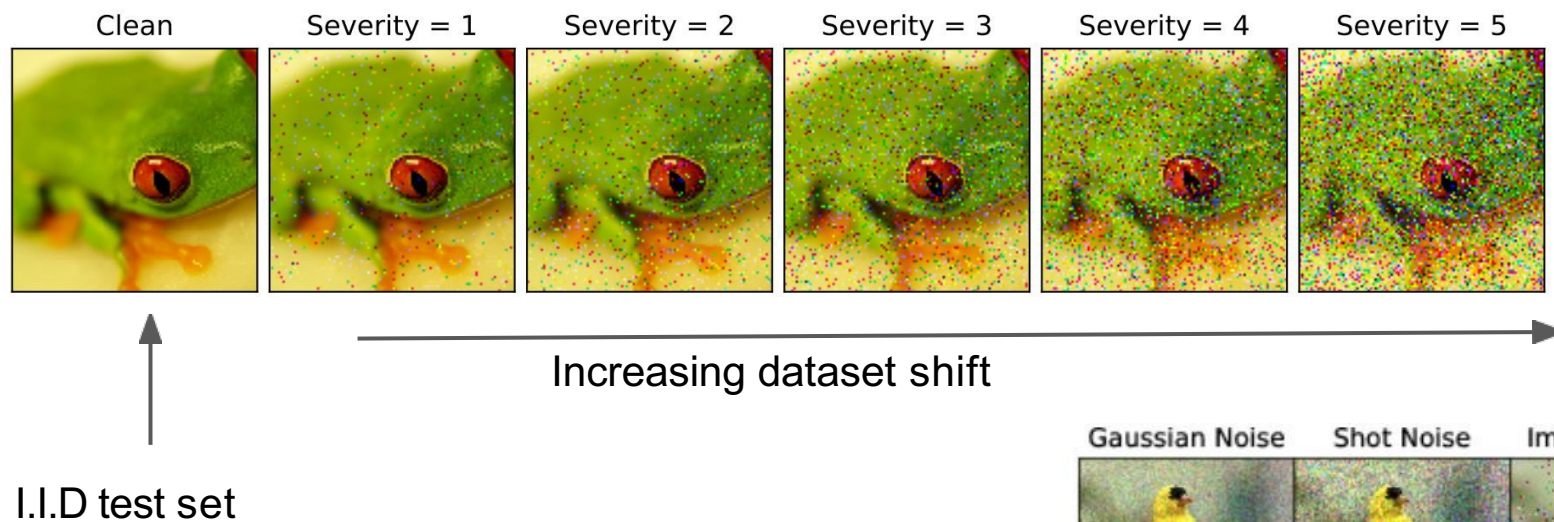 Clean Severity = 1 Severity = 2 Severity = 3 Severity = 4 Severity = 5
Increasing dataset shift
I.I.D test set
Gaussian Noise Shot Noise